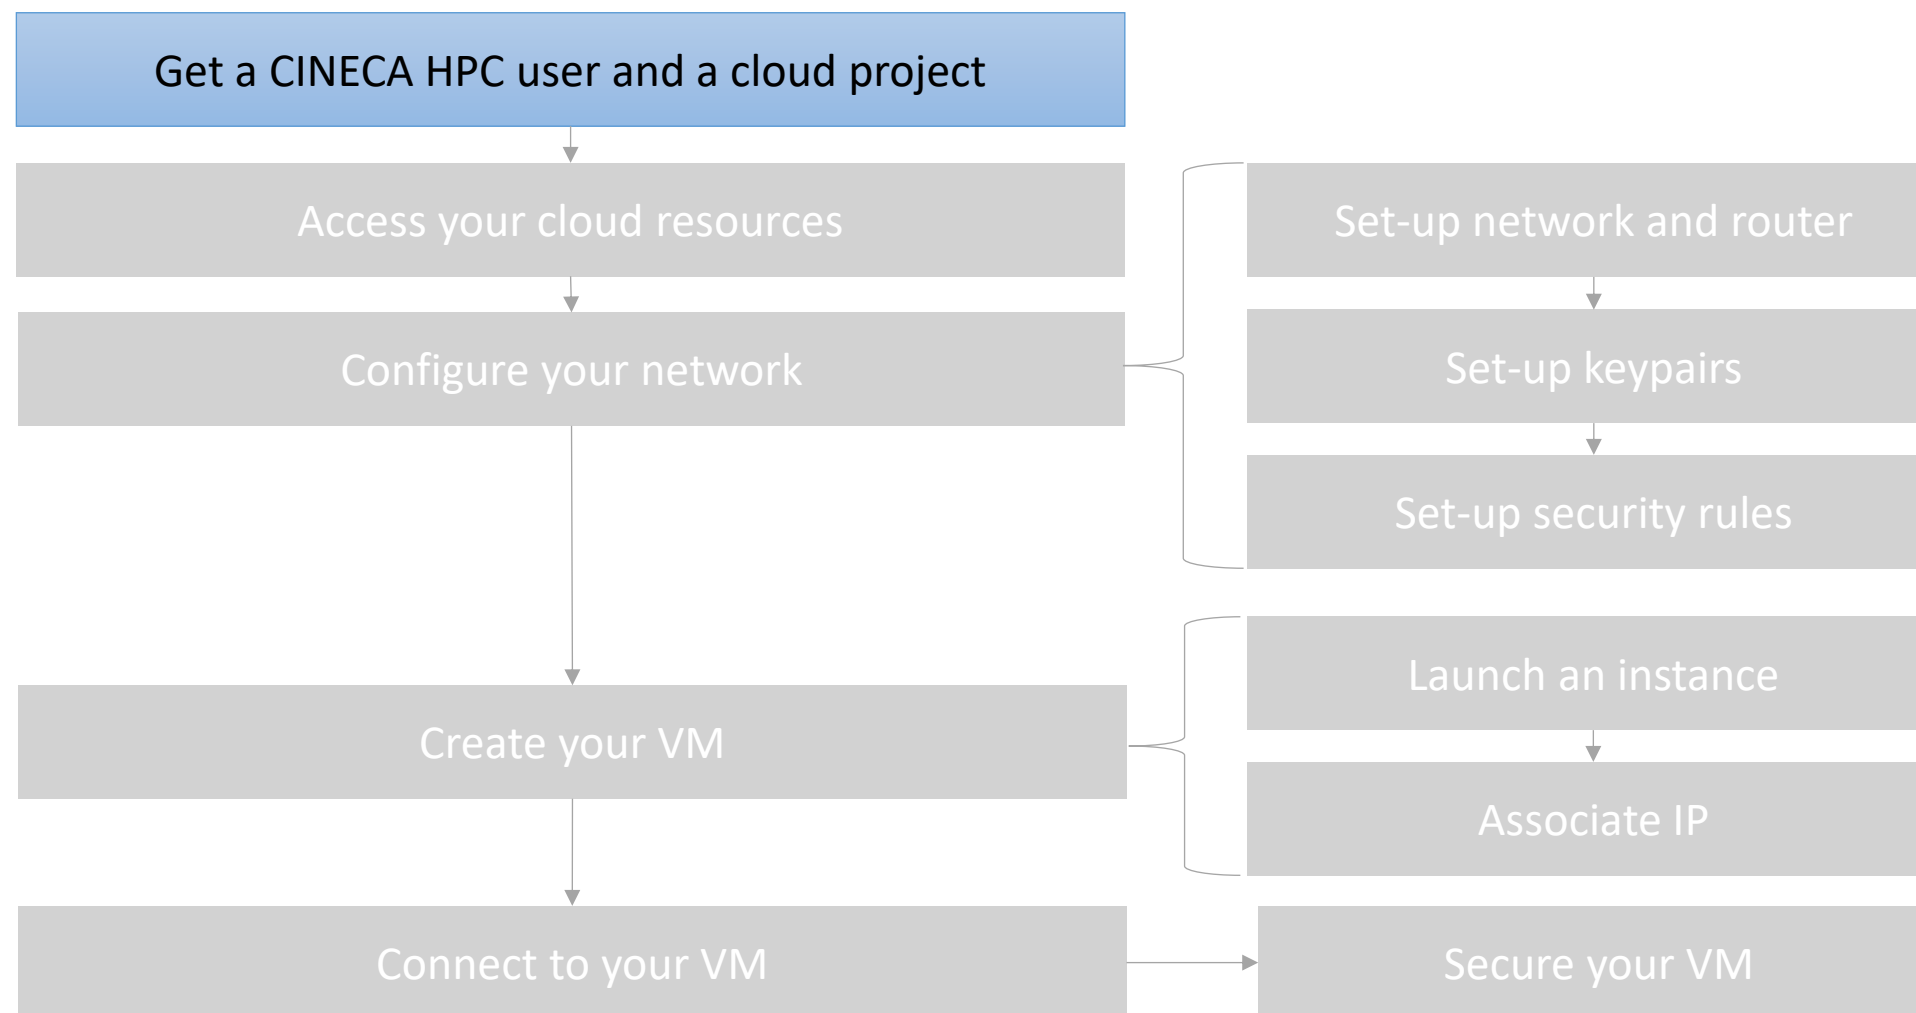 Get a CINECA HPC user and a cloud project
Access your cloud resources
Configure your network
Set-up network and router
Set-up keypairs
Set-up security rules
Create your VM
Launch an instance
Associate IP
Connect to your VM
Secure your VM